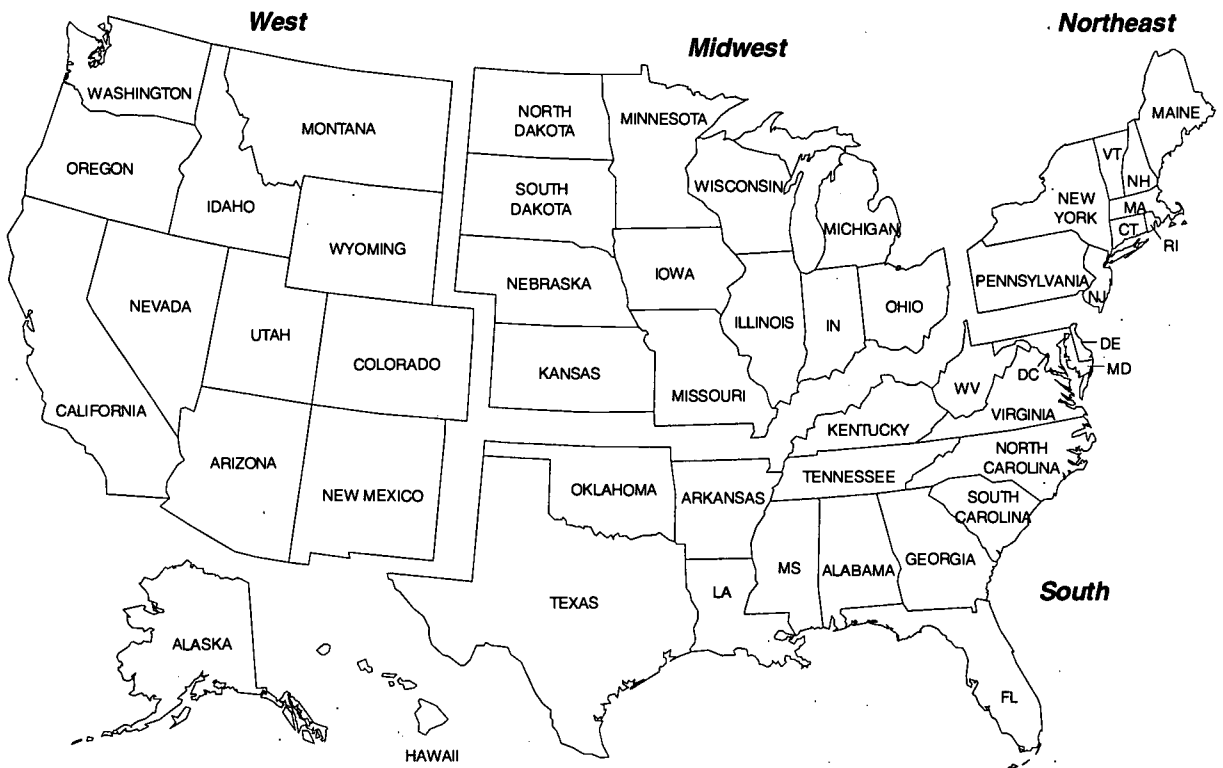 West
Midwest
Northeast
WASHINGTON
MONTANA
OREGON
IDAHO
WYOMING
NEVADA
UTAH
COLORADO
CALIFORNIA
ARIZONA
NEW MEXICO
ALASKA
HAWAII
NORTH
DAKOTA
MINNESOTA
SOUTH
DAKOTA
WISCONSIN
MICHIGAN
NEBRASKA
IOWA
ILLINOIS
IN
OHIO
KANSAS
MISSOURI
MAINE
VT
NH
NEW
YORK
MA
CT
RI
PENNSYLVANIA
NJ
DE
MD
WV
DC
VIRGINIA
KENTUCKY
NORTH
CAROLINA
TENNESSEE
OKLAHOMA
ARKANSAS
SOUTH
CAROLINA
MS
ALABAMA
GEORGIA
TEXAS
LA
South
FL